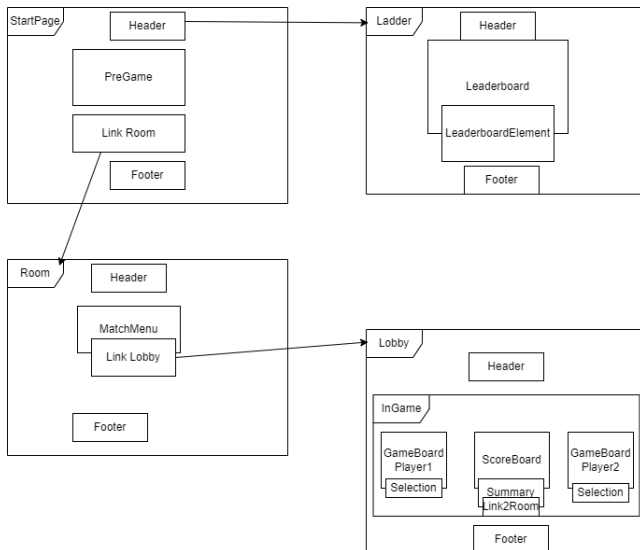 StartPage
Header
PreGame
Link Room
Footer
Ladder
Header
Leaderboard
LeaderboardElement
Footer
Room
Header
MatchMenu
Link Lobby
Footer
Lobby
Header
InGame
GameBoard
Player1
Selection
ScoreBoard
Summary
Link2Room
GameBoard
Player2
Selection
Footer